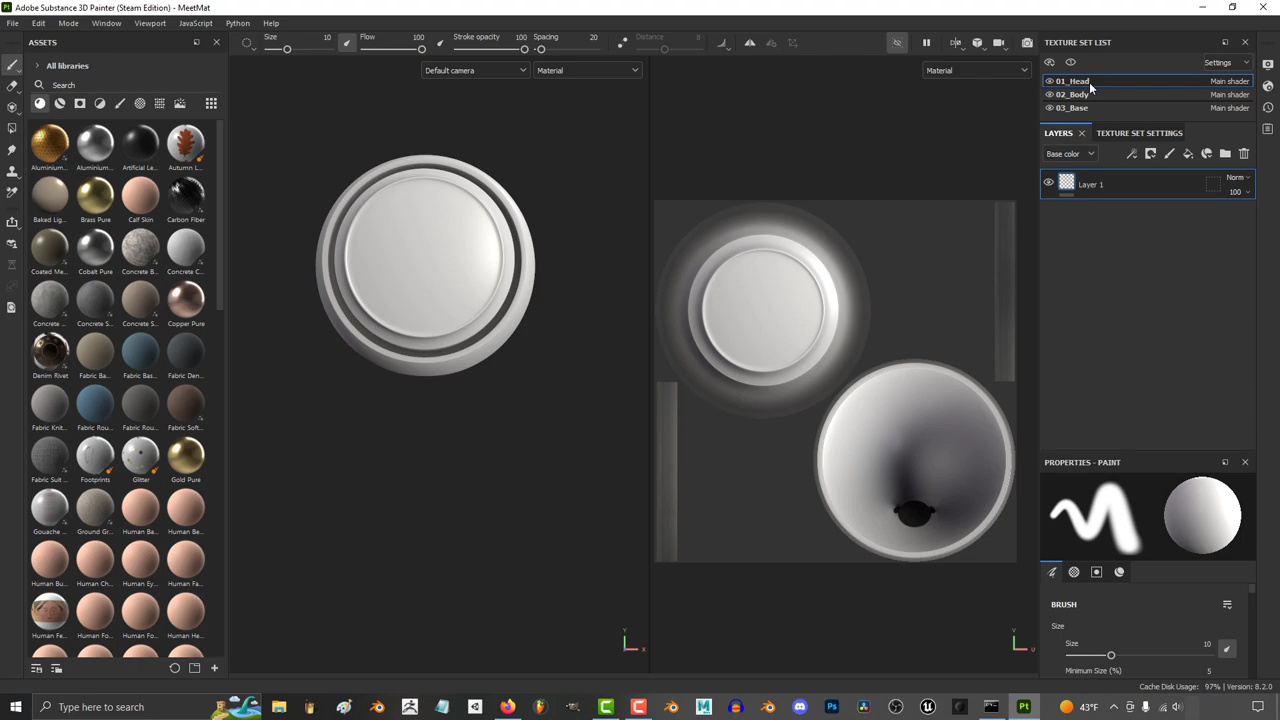 Adobe Substance 3D Painter (Steam Edition) - MeetMat
File Edit Mode Window Viewport JavaScript Python Help
Size 10 Flow 100 Stroke opacity 100 Spacing 20 Distance 8
ASSETS
All libraries
Search
Aluminium... Aluminium... Artificial Le... Autumn L...
Baked Lig... Brass Pure Calf Skin Carbon Fiber
Coated Me... Cobalt Pure Concrete B... Concrete C...
Concrete ... Concrete S... Concrete S... Copper Pure
Denim Rivet Fabric Ba... Fabric Bas... Fabric Den...
Fabric Knit... Fabric Rou... Fabric Rou... Fabric Soft...
Fabric Suit ... Footprints Glitter Gold Pure
Gouache ... Ground Gr... Human Ba... Human Be...
Human Bu... Human Ch... Human Ey... Human Fa...
Human Fe... Human Fo... Human Fo... Human He...
Default camera Material
Y
X
Material
V
U
TEXTURE SET LIST
Settings
01_Head Main shader
02_Body Main shader
03_Base Main shader
LAYERS TEXTURE SET SETTINGS
Base color
Layer 1 Norm
100
PROPERTIES - PAINT
BRUSH
Size
Size 10
Minimum Size (%) 5
Cache Disk Usage: 97% | Version: 8.2.0
Type here to search
43°F